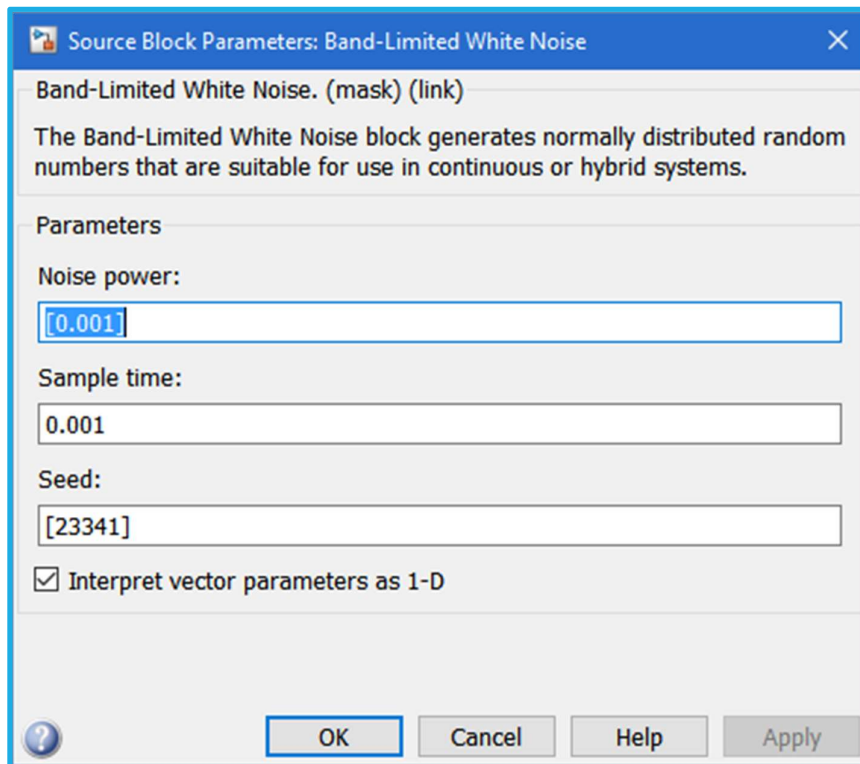 Source Block Parameters: Band-Limited White Noise
Band-Limited White Noise. (mask) (link)
The Band-Limited White Noise block generates normally distributed random
numbers that are suitable for use in continuous or hybrid systems.
Parameters
Noise power:
[0.001]
Sample time:
0.001
Seed:
[23341]
Interpret vector parameters as 1-D
OK Cancel Help Apply